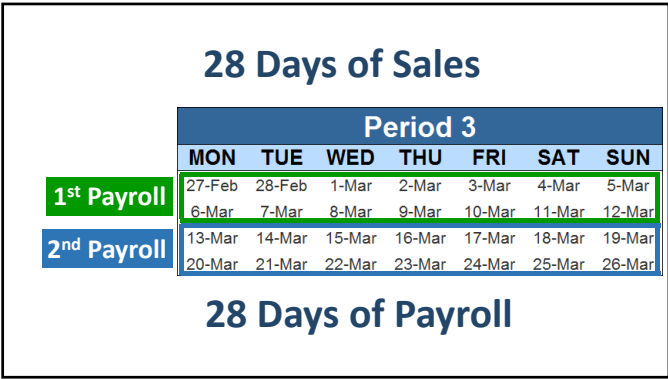 28 Days of Sales
Period 3
MON TUE WED THU FRI SAT SUN
1st Payroll
27-Feb 28-Feb 1-Mar 2-Mar 3-Mar 4-Mar 5-Mar
6-Mar 7-Mar 8-Mar 9-Mar 10-Mar 11-Mar 12-Mar
2nd Payroll
13-Mar 14-Mar 15-Mar 16-Mar 17-Mar 18-Mar 19-Mar
20-Mar 21-Mar 22-Mar 23-Mar 24-Mar 25-Mar 26-Mar
28 Days of Payroll